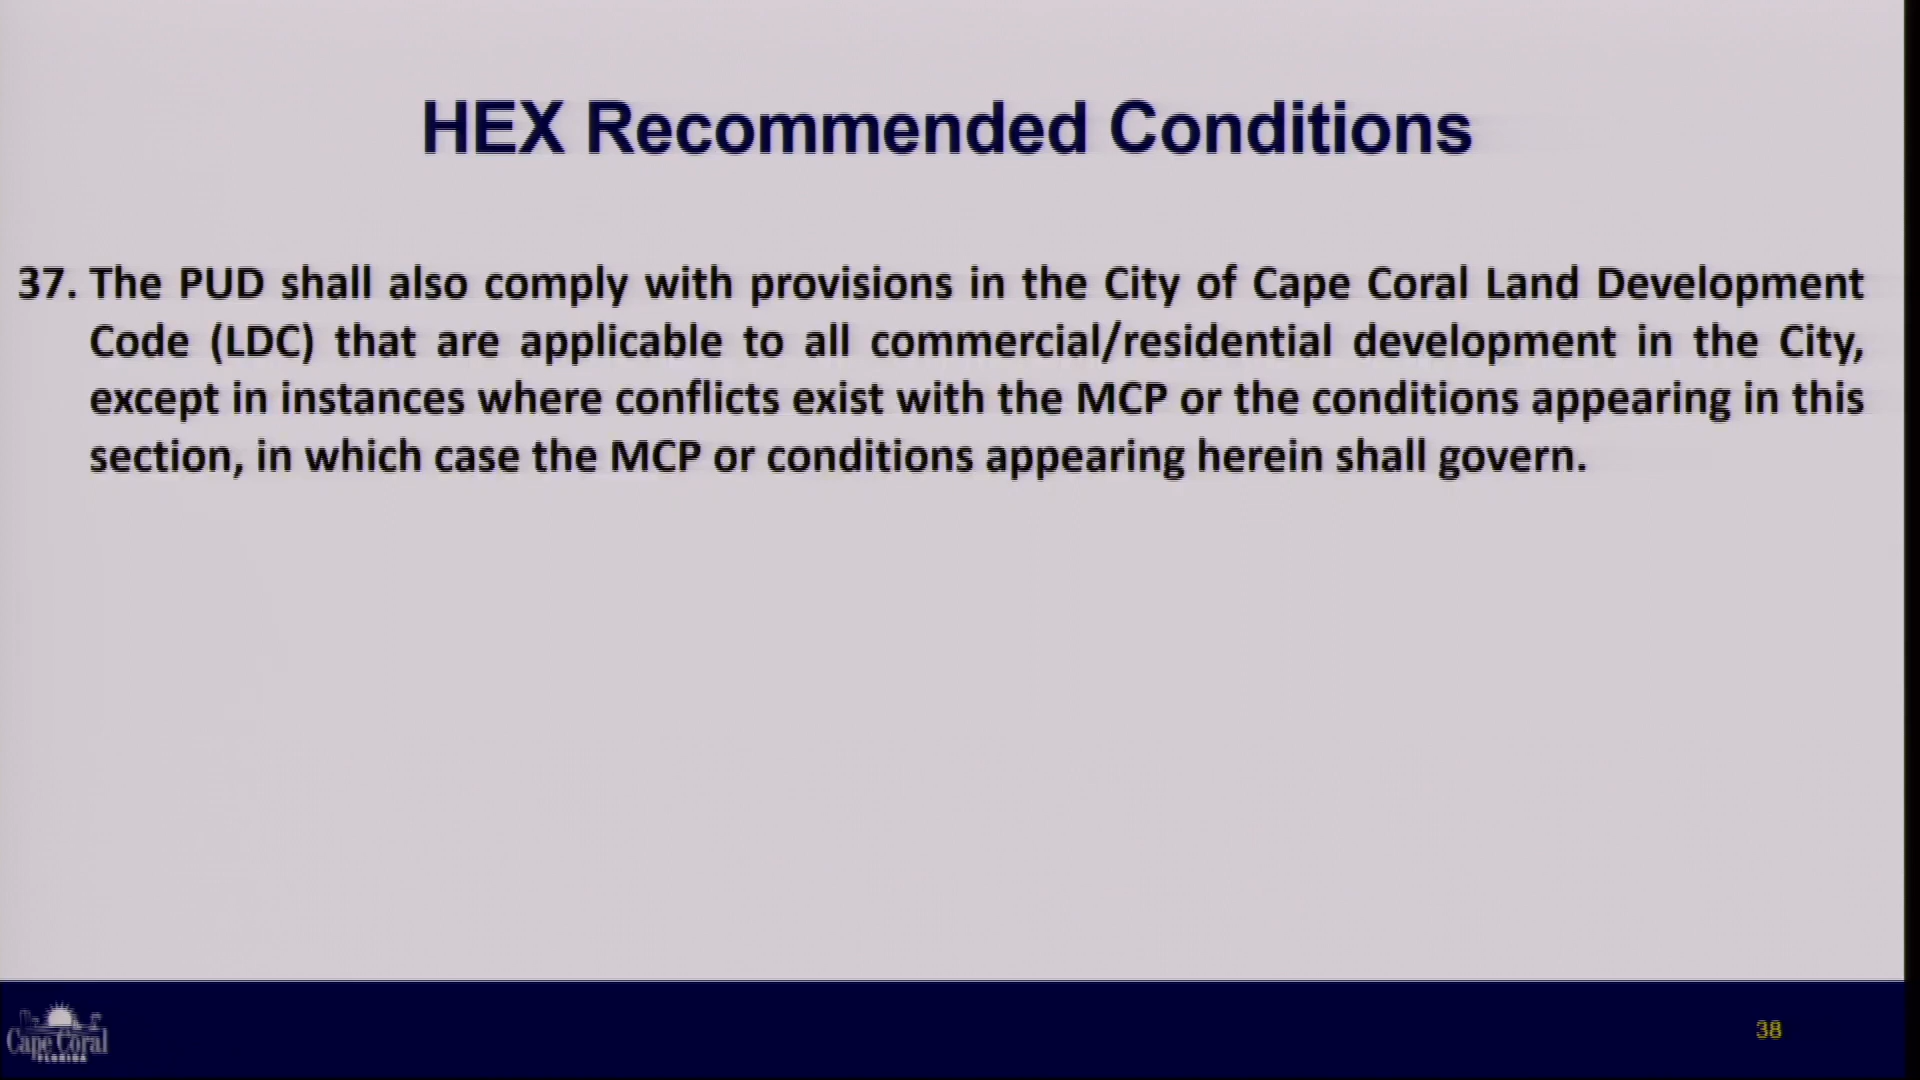 HEX Recommended Conditions
37. The PUD shall also comply with provisions in the City of Cape Coral Land Development
Code (LDC) that are applicable to all commercial/residential development in the City,
except in instances where conflicts exist with the MCP or the conditions appearing in this
section, in which case the MCP or conditions appearing herein shall govern.
Cape Coral
FLORIDA
38